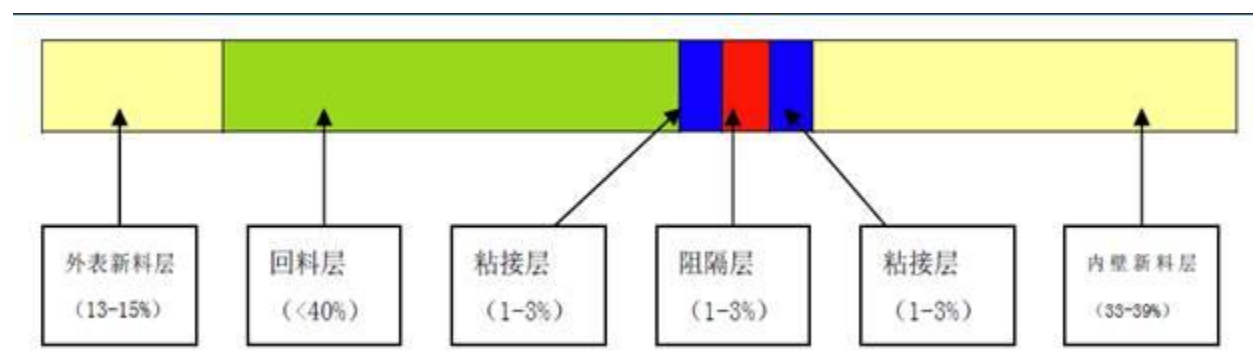 外表新料层
（13-15%）
回料层
（<40%）
粘接层
（1-3%）
阻隔层
（1-3%）
粘接层
（1-3%）
内壁新料层
（33-39%）